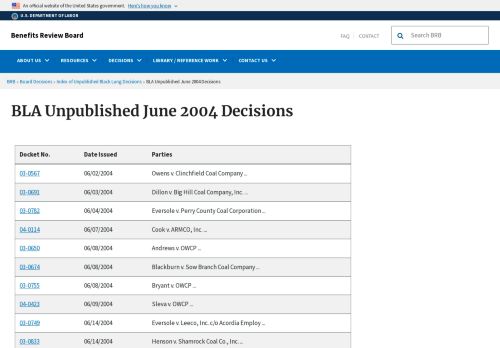 An official website of the United States government. Here's how you know
U.S. DEPARTMENT OF LABOR
Benefits Review Board
FAQ CONTACT
Search BRB
ABOUT US RESOURCES DECISIONS LIBRARY / REFERENCE WORK CONTACT US
BRB » Board Decisions » Index of Unpublished Black Lung Decisions » BLA Unpublished June 2004 Decisions
BLA Unpublished June 2004 Decisions
Docket No. Date Issued Parties
03-0567 06/02/2004 Owens v. Clinchfield Coal Company ...
03-0691 06/03/2004 Dillon v. Big Hill Coal Company, Inc. ...
03-0782 06/04/2004 Eversole v. Perry County Coal Corporation ...
04-0114 06/07/2004 Cook v. ARMCO, Inc. ...
03-0650 06/08/2004 Andrews v. OWCP ...
03-0674 06/08/2004 Blackburn v. Sow Branch Coal Company ...
03-0755 06/08/2004 Bryant v. OWCP ...
04-0423 06/09/2004 Sleva v. OWCP ...
03-0749 06/14/2004 Eversole v. Leeco, Inc. c/o Acordia Employ ...
03-0833 06/14/2004 Henson v. Shamrock Coal Co., Inc. ...